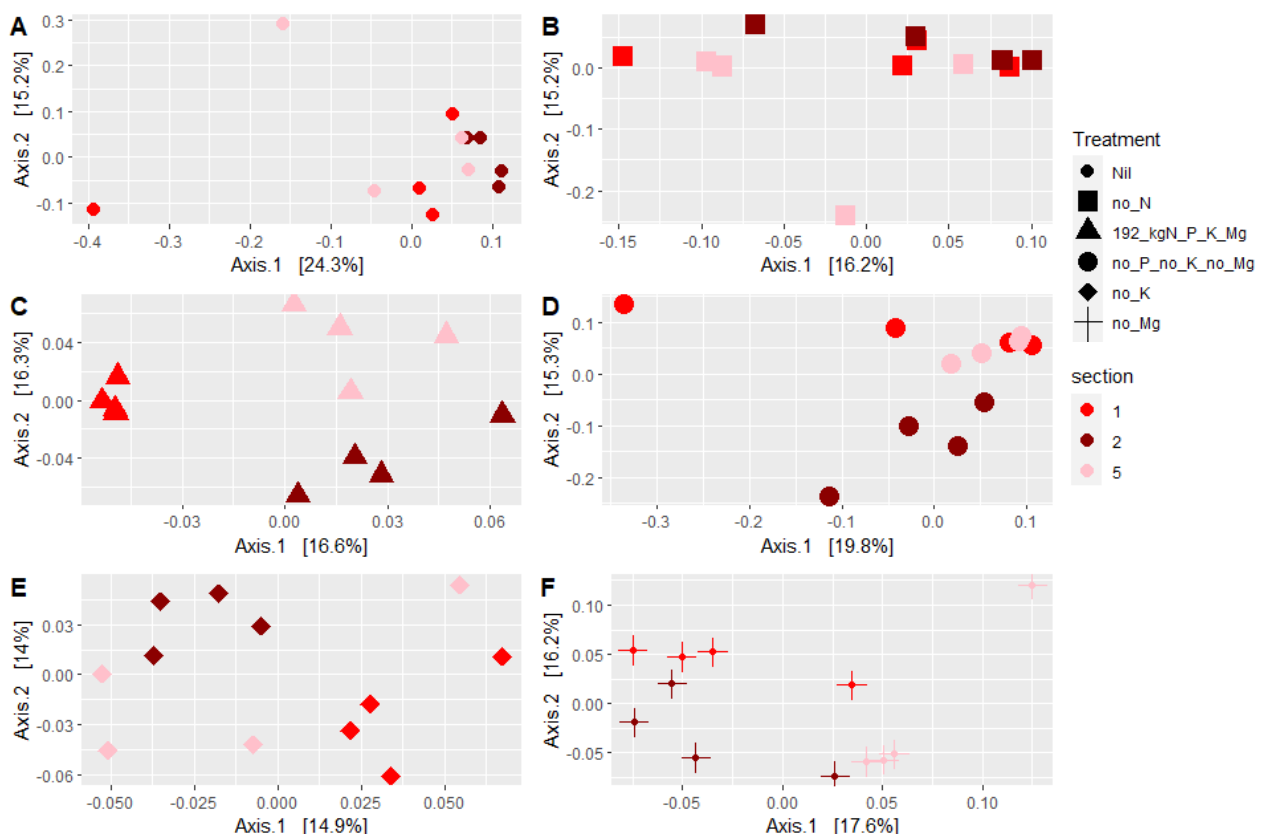 A
0.3
0.2
0.1
0.0
-0.1
Axis.2 [15.2%]
-0.4 -0.3 -0.2 -0.1 0.0 0.1
Axis.1 [24.3%]
B
0.0
-0.1
-0.2
Axis.2 [15.2%]
-0.15 -0.10 -0.05 0.00 0.05 0.10
Axis.1 [16.2%]
C
0.04
0.00
-0.04
Axis.2 [16.3%]
-0.03 0.00 0.03 0.06
Axis.1 [16.6%]
D
0.1
0.0
-0.1
-0.2
Axis.2 [15.3%]
-0.3 -0.2 -0.1 0.0 0.1
Axis.1 [19.8%]
E
0.03
0.00
-0.03
-0.06
Axis.2 [14%]
-0.050 -0.025 0.000 0.025 0.050
Axis.1 [14.9%]
F
0.10
0.05
0.00
-0.05
Axis.2 [16.2%]
-0.05 0.00 0.05 0.10
Axis.1 [17.6%]
Treatment
Nil
no_N
192_kgN_P_K_Mg
no_P_no_K_no_Mg
no_K
no_Mg
section
1
2
5